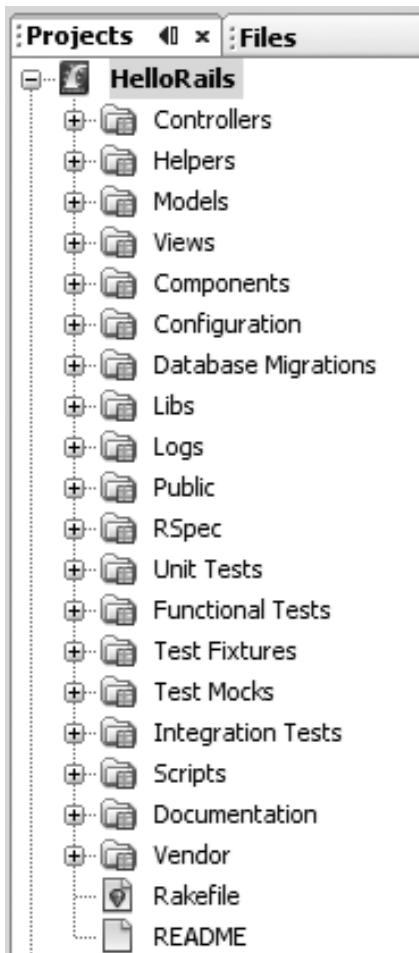 Projects Files
HelloRails
Controllers
Helpers
Models
Views
Components
Configuration
Database Migrations
Libs
Logs
Public
RSpec
Unit Tests
Functional Tests
Test Fixtures
Test Mocks
Integration Tests
Scripts
Documentation
Vendor
Rakefile
README